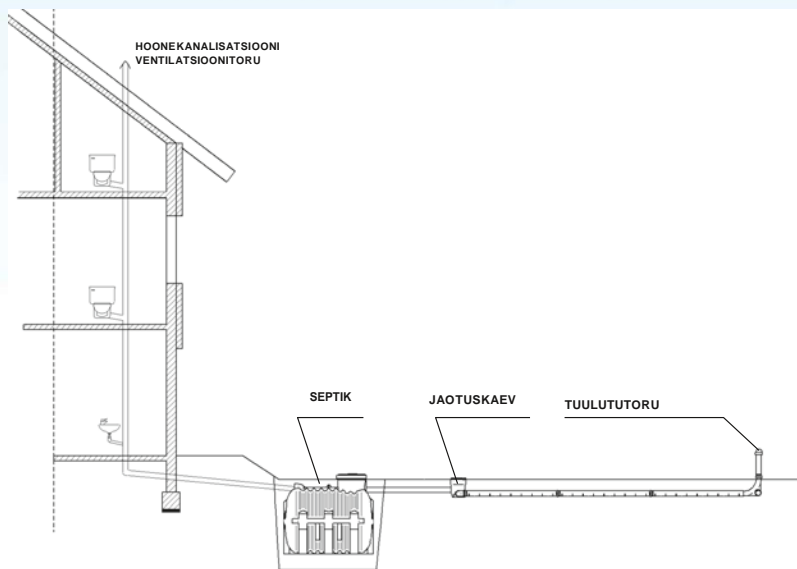 HOONEKANALISATSIOONI
VENTILATSIOONITORU
SEPTIK
JAOTUSKAEV
TUULUTUTORU